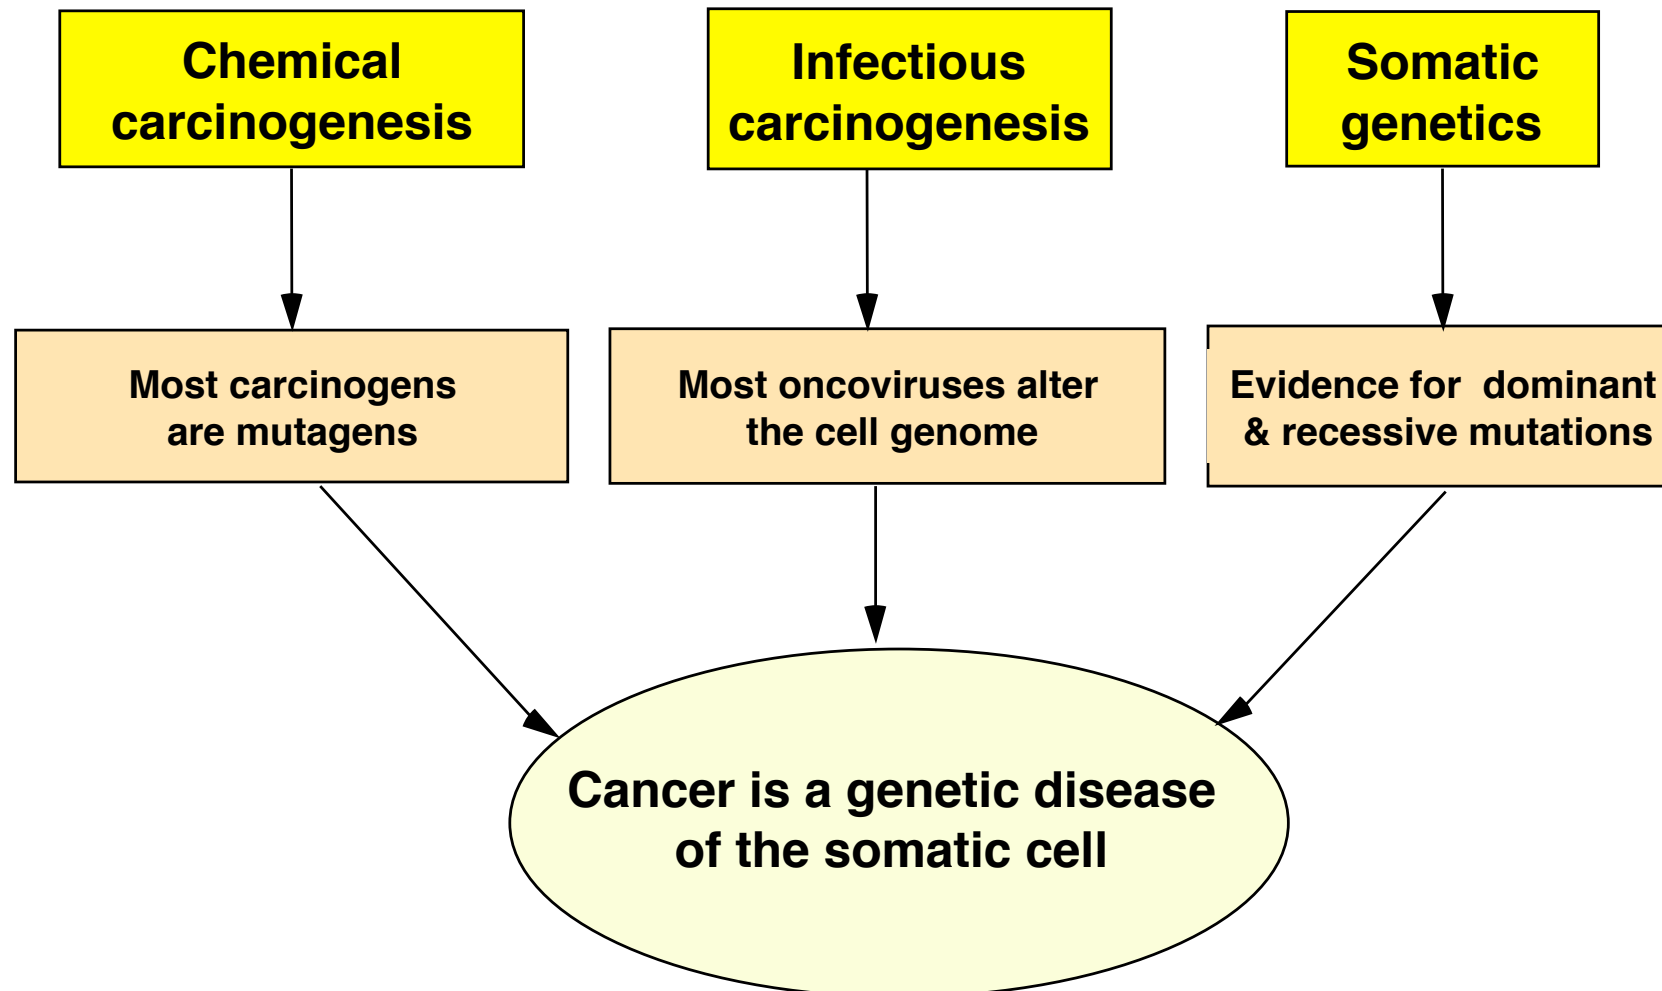 Chemical
carcinogenesis
Infectious
carcinogenesis
Somatic
genetics
Most carcinogens
are mutagens
Most oncoviruses alter
the cell genome
Evidence for  dominant
& recessive mutations
Cancer is a genetic disease
of the somatic cell